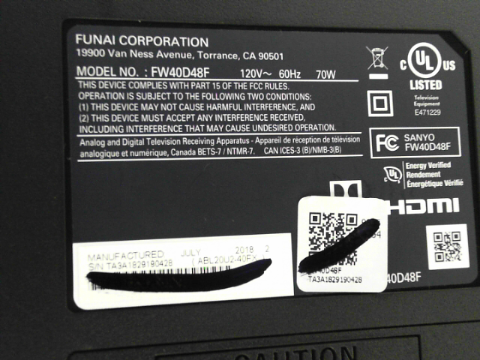 FUNAI CORPORATION
19900 Van Ness Avenue, Torrance, CA 90501
MODEL NO. : FW40D48F 120V~ 60Hz 70W
THIS DEVICE COMPLIES WITH PART 15 OF THE FCC RULES.
OPERATION IS SUBJECT TO THE FOLLOWING TWO CONDITIONS:
(1) THIS DEVICE MAY NOT CAUSE HARMFUL INTERFERENCE, AND
(2) THIS DEVICE MUST ACCEPT ANY INTERFERENCE RECEIVED,
INCLUDING INTERFERENCE THAT MAY CAUSE UNDESIRED OPERATION.
Analog and Digital Television Receiving Apparatus - Appareil de réception de télévision
analogique et numérique, Canada BETS-7 / NTMR-7. CAN ICES-3 (B)/NMB-3(B)
C UL US
LISTED
Television
Equipment
E471229
FC SANYO
FW40D48F
UL
Energy Verified
Rendement
Énergétique Vérifié
HDMI
MANUFACTURED JULY 2018
S/N TA3A1829190428
TA3A1829190428
CAUTION